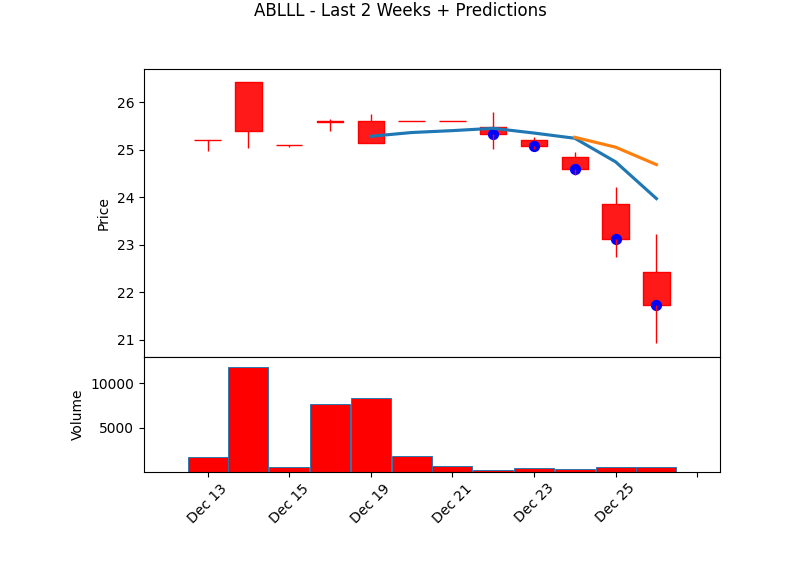 ABLLL - Last 2 Weeks + Predictions
Price
26
25
24
23
22
21
Volume
10000
5000
Dec 13
Dec 15
Dec 19
Dec 21
Dec 23
Dec 25